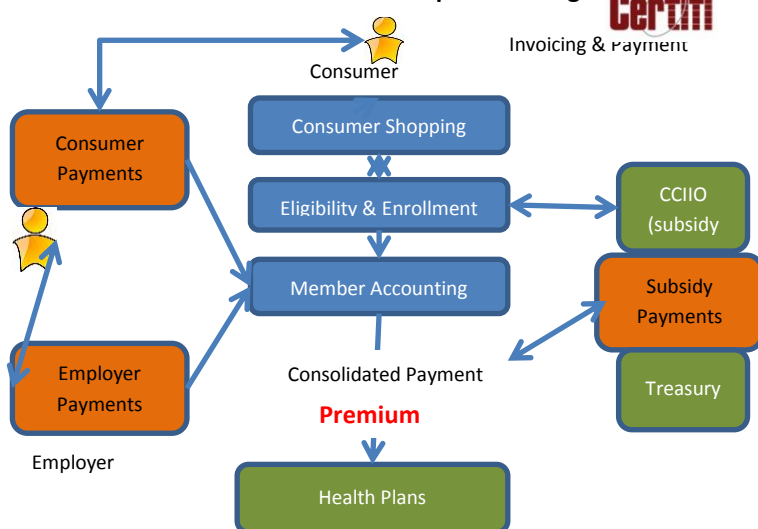 Invoicing & Payment
Consumer
Consumer
Payments
Consumer Shopping
Eligibility & Enrollment
CCIIO
(subsidy
Member Accounting
Subsidy
Payments
Employer
Payments
Consolidated Payment
Treasury
Premium
Employer
Health Plans